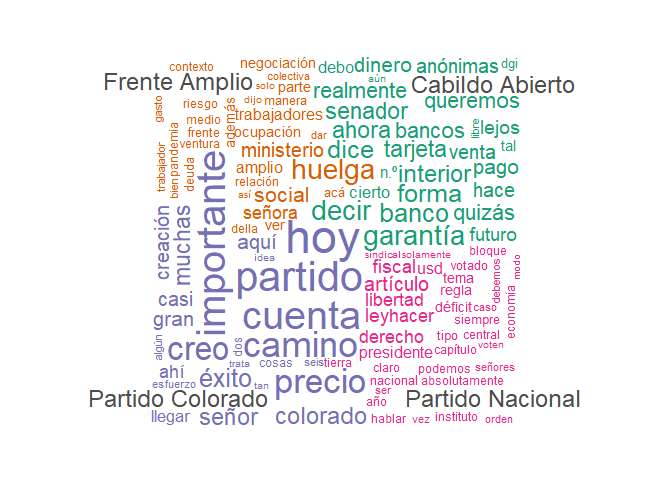 contexto negociación debo dinero anónimas dgi
Frente Amplio colectiva aún Cabildo Abierto
solo parte realmente queremos
gasto riesgo además dijo manera senador
medio trabajadores ahora bancos libre lejos
frente ocupación dar
ventura ministerio dice tarjeta venta tal
trabajador bien pandemia deuda amplio huelga n.º interior pago
relación
así social acá cierto forma hace
creación muchas importante señora decir banco quizás
della ver hoy garantía futuro
aquí
idea sindical solamente bloque
partido fiscal usd votado modo
artículo tema debemos
casi cuenta libertad regla
gran ley hacer déficit caso economía
siempre
algún creo dos camino derecho tipo central
presidente capítulo voten
ahí trata cosas seis tierra claro podemos señores
esfuerzo éxito tan precio nacional absolutamente
ser
Partido Colorado año Partido Nacional
llegar señor colorado hablar vez instituto orden